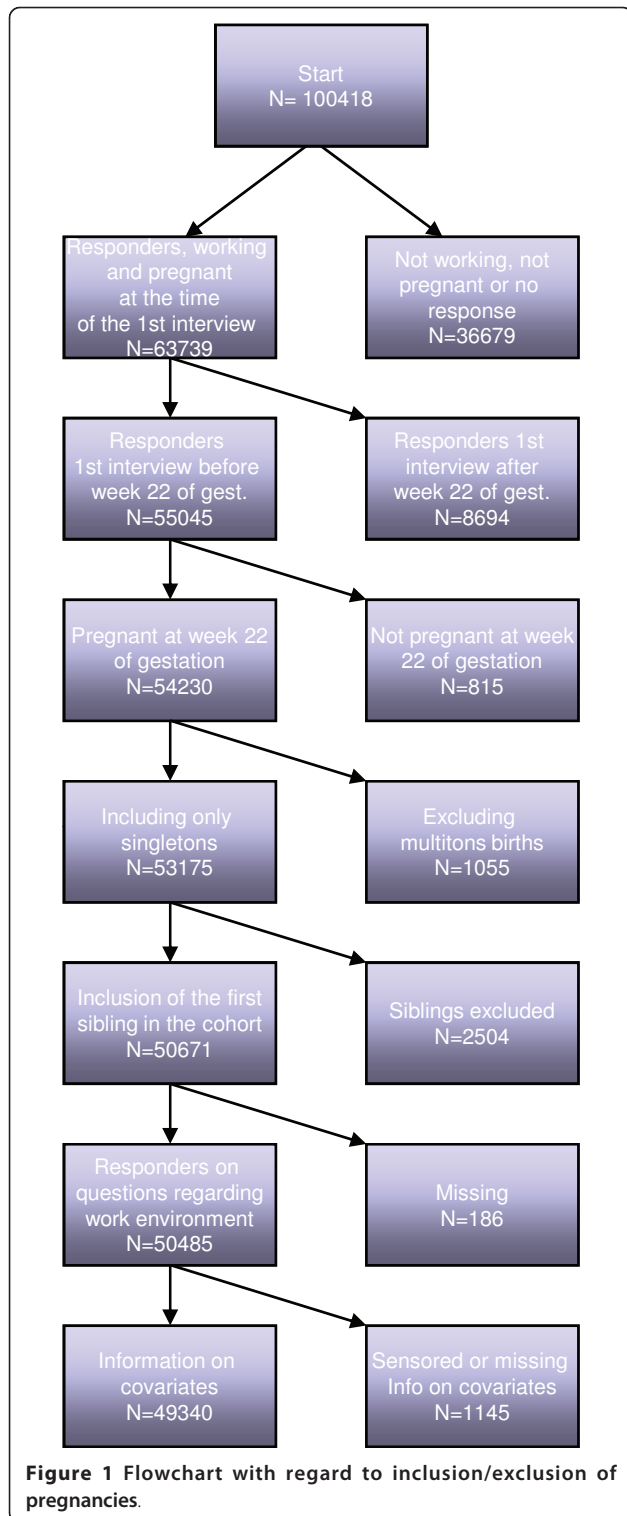 Start
N= 100418
Responders, working
and pregnant
at the time
of the 1st interview
N=63739
Not working, not
pregnant or no
response
N=36679
Responders
1st interview before
week 22 of gest.
N=55045
Responders 1st
interview after
week 22 of gest.
N=8694
Pregnant at week 22
of gestation
N=54230
Not pregnant at week
22 of gestation
N=815
Including only
singletons
N=53175
Excluding
multitons births
N=1055
Inclusion of the first
sibling in the cohort
N=50671
Siblings excluded
N=2504
Responders on
questions regarding
work environment
N=50485
Missing
N=186
Information on
covariates
N=49340
Sensored or missing
Info on covariates
N=1145
Figure 1 Flowchart with regard to inclusion/exclusion of
pregnancies.